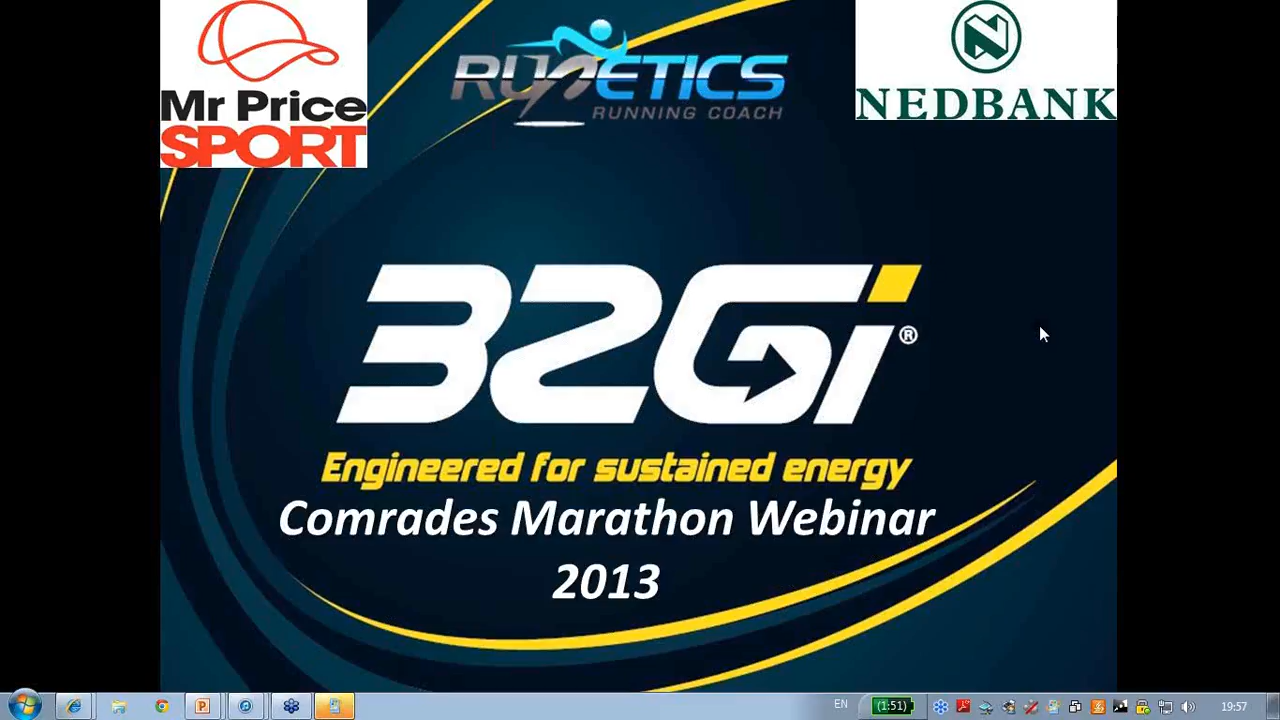 Mr Price
SPORT
RUNETICS
RUNNING COACH
N
NEDBANK
32Gi®
Engineered for sustained energy
Comrades Marathon Webinar
2013
EN
(1:51)
19:57